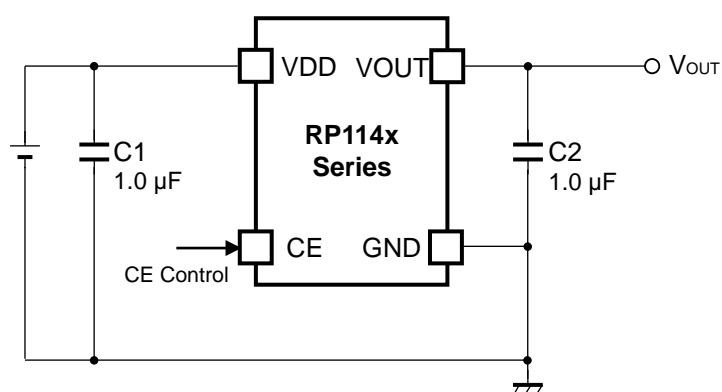 VDD
VOUT
VOUT
RP114x
Series
C1
1.0 µF
C2
1.0 µF
CE
GND
CE Control